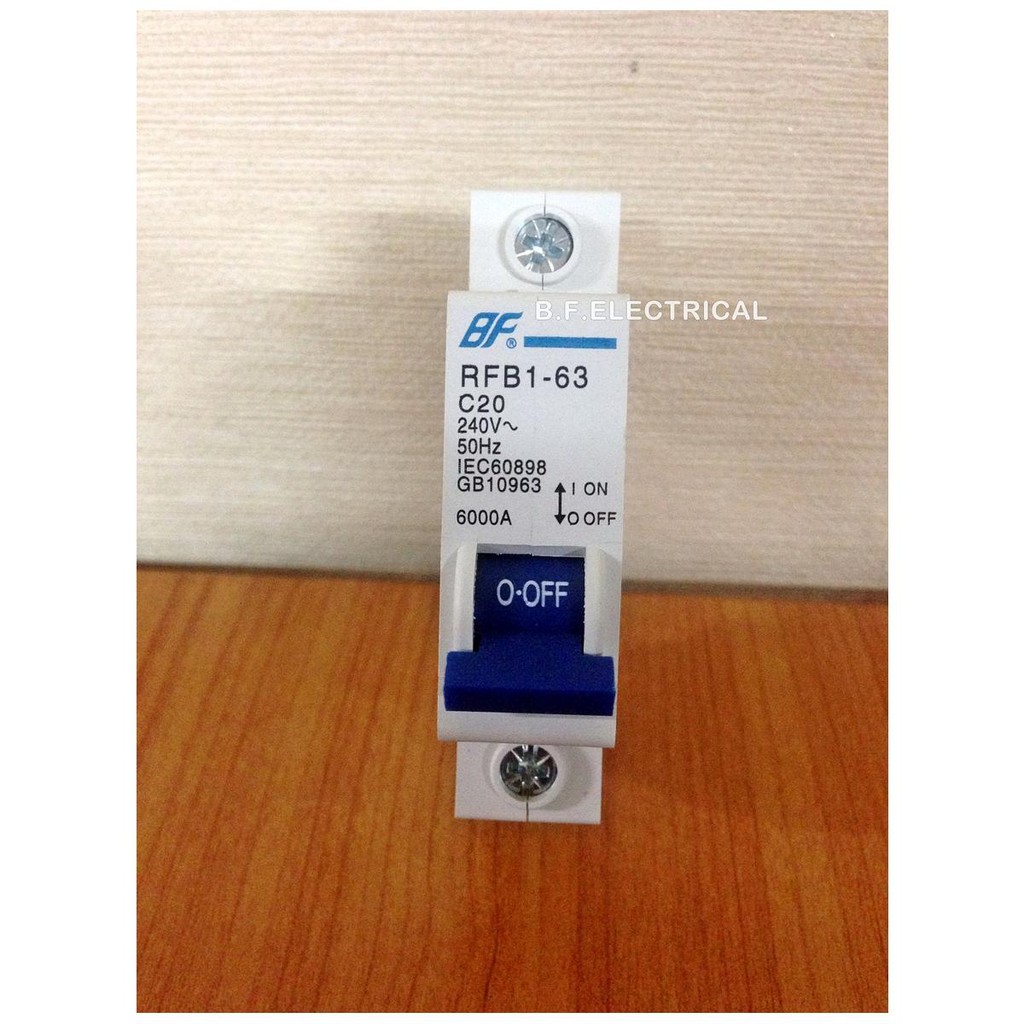 B.F.ELECTRICAL
BF®
RFB1-63
C20
240V~
50Hz
IEC60898
GB10963
I ON
6000A
O OFF
O·OFF